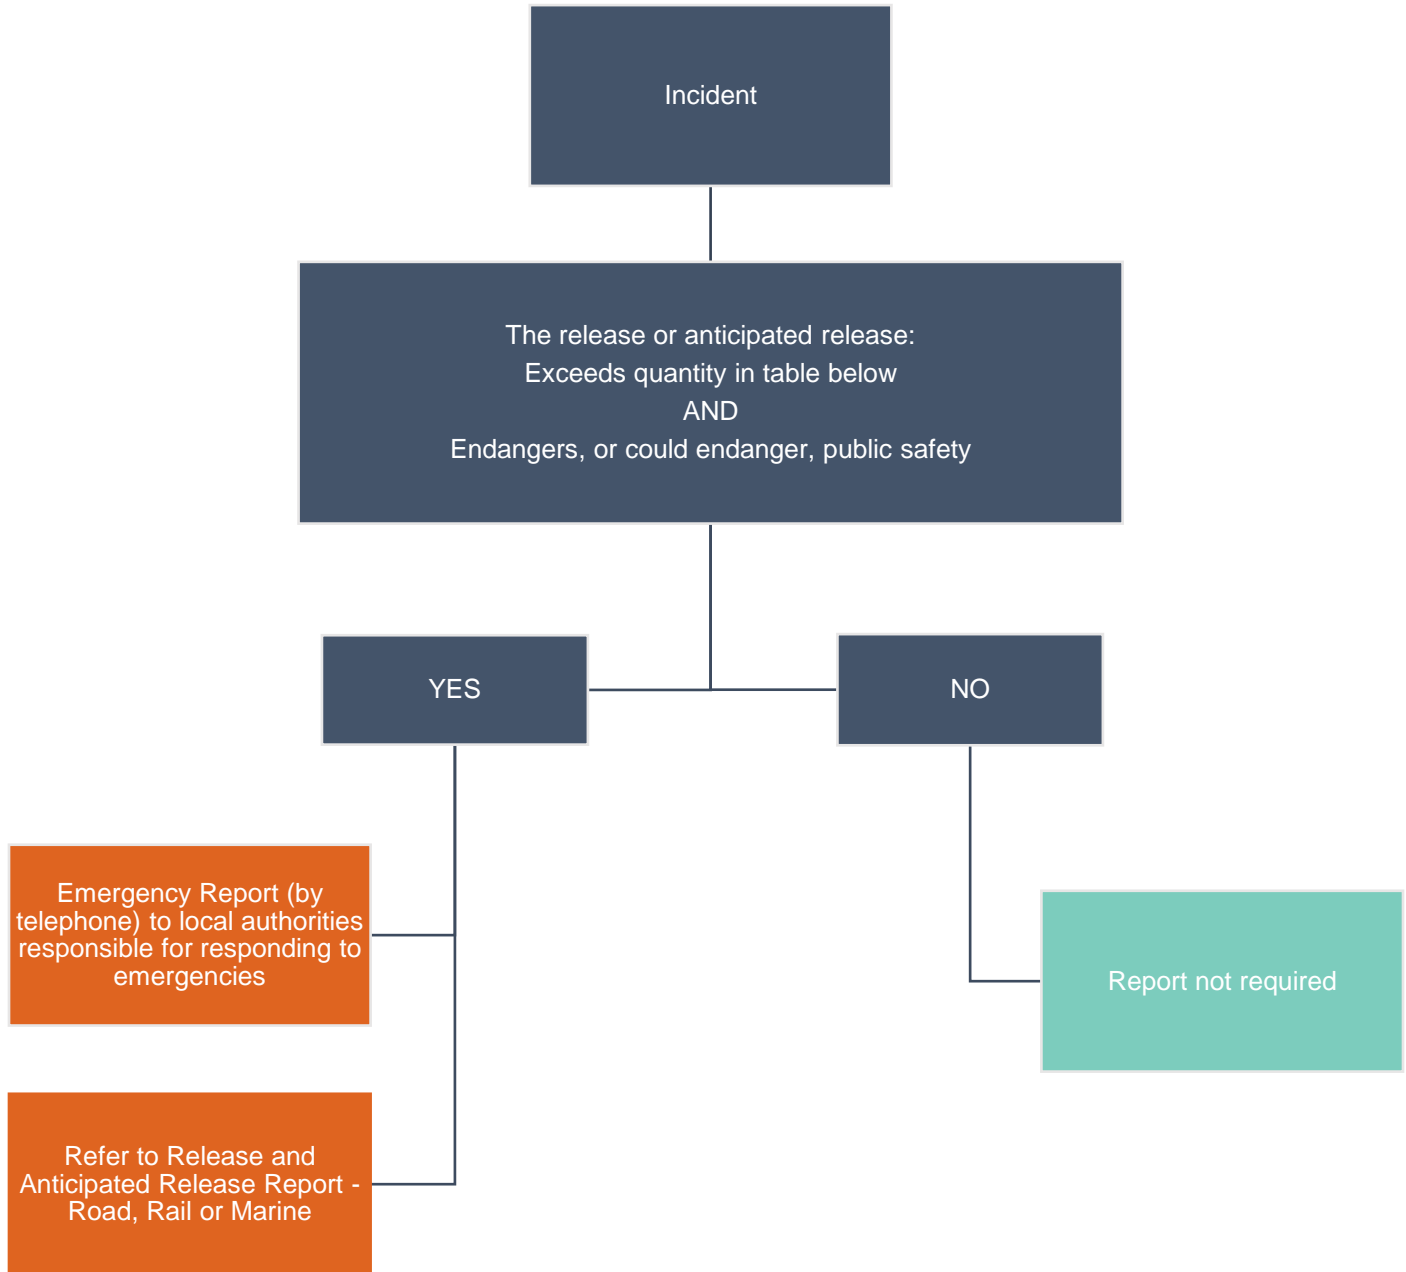 Incident
The release or anticipated release:
Exceeds quantity in table below
AND
Endangers, or could endanger, public safety
YES
NO
Emergency Report (by
telephone) to local authorities
responsible for responding to
emergencies
Report not required
Refer to Release and
Anticipated Release Report -
Road, Rail or Marine